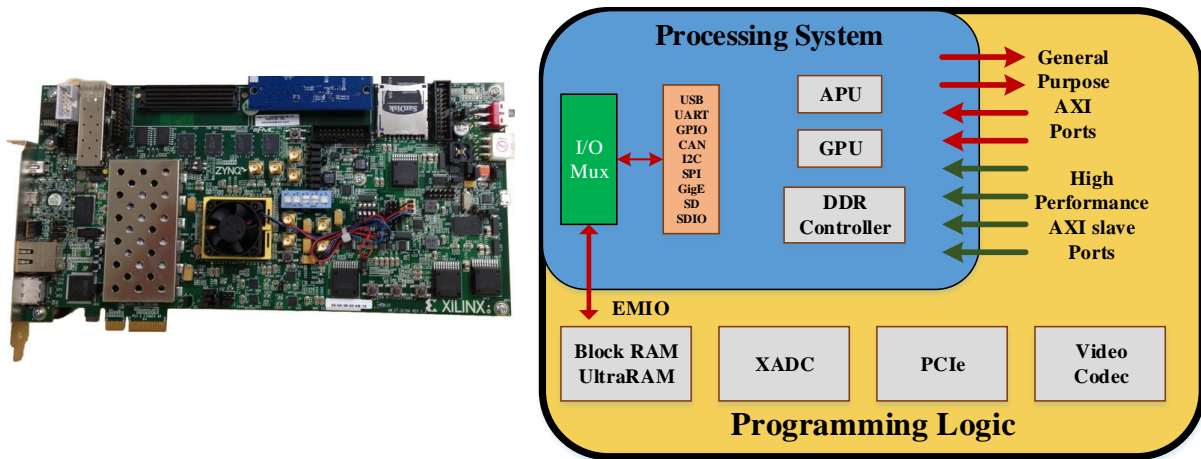 SanDisk
ZYNQ
XILINX
Processing System
I/O
Mux
USB
UART
GPIO
CAN
I2C
SPI
GigE
SD
SDIO
APU
GPU
DDR
Controller
General
Purpose
AXI
Ports
High
Performance
AXI slave
Ports
EMIO
Block RAM
UltraRAM
XADC
PCIe
Video
Codec
Programming Logic